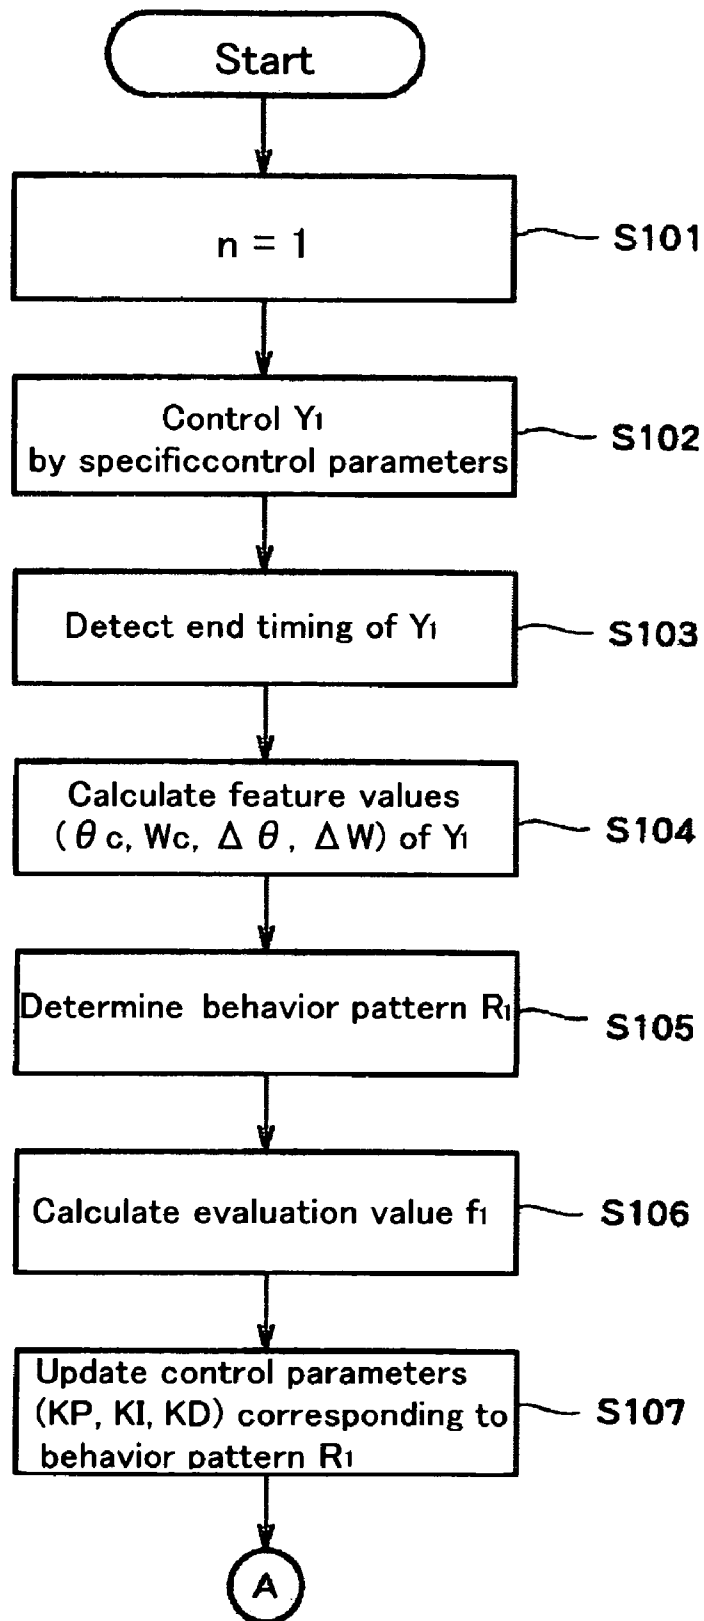 Start
n = 1
S101
Control Y1
by specificcontrol parameters
S102
Detect end timing of Y1
S103
Calculate feature values
(θc, Wc, Δθ, ΔW) of Y1
S104
Determine behavior pattern R1
S105
Calculate evaluation value f1
S106
Update control parameters
(KP, KI, KD) corresponding to
behavior pattern R1
S107
A